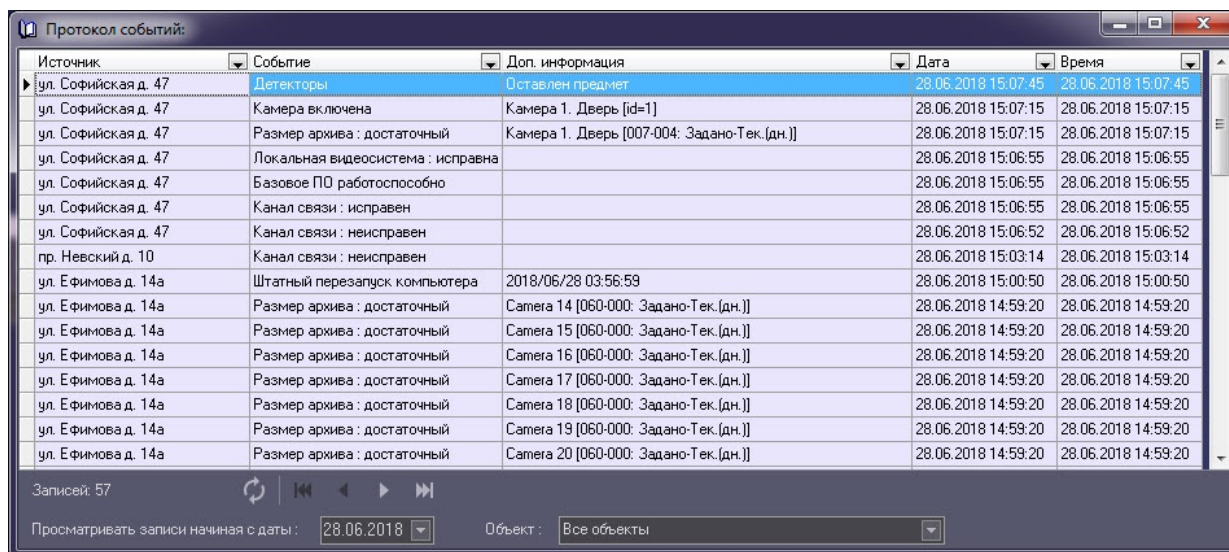 Протокол событий:
Источник Событие Доп. информация Дата Время
ул. Софийская д. 47 Детекторы Оставлен предмет 28.06.2018 15:07:45 28.06.2018 15:07:45
ул. Софийская д. 47 Камера включена Камера 1. Дверь [id=1] 28.06.2018 15:07:15 28.06.2018 15:07:15
ул. Софийская д. 47 Размер архива : достаточный Камера 1. Дверь [007-004: Задано-Тек.(дн.)] 28.06.2018 15:07:15 28.06.2018 15:07:15
ул. Софийская д. 47 Локальная видеосистема : исправна 28.06.2018 15:06:55 28.06.2018 15:06:55
ул. Софийская д. 47 Базовое ПО работоспособно 28.06.2018 15:06:55 28.06.2018 15:06:55
ул. Софийская д. 47 Канал связи : исправен 28.06.2018 15:06:55 28.06.2018 15:06:55
ул. Софийская д. 47 Канал связи : неисправен 28.06.2018 15:06:52 28.06.2018 15:06:52
пр. Невский д. 10 Канал связи : неисправен 28.06.2018 15:03:14 28.06.2018 15:03:14
ул. Ефимова д. 14а Штатный перезапуск компьютера 2018/06/28 03:56:59 28.06.2018 15:00:50 28.06.2018 15:00:50
ул. Ефимова д. 14а Размер архива : достаточный Camera 14 [060-000: Задано-Тек.(дн.)] 28.06.2018 14:59:20 28.06.2018 14:59:20
ул. Ефимова д. 14а Размер архива : достаточный Camera 15 [060-000: Задано-Тек.(дн.)] 28.06.2018 14:59:20 28.06.2018 14:59:20
ул. Ефимова д. 14а Размер архива : достаточный Camera 16 [060-000: Задано-Тек.(дн.)] 28.06.2018 14:59:20 28.06.2018 14:59:20
ул. Ефимова д. 14а Размер архива : достаточный Camera 17 [060-000: Задано-Тек.(дн.)] 28.06.2018 14:59:20 28.06.2018 14:59:20
ул. Ефимова д. 14а Размер архива : достаточный Camera 18 [060-000: Задано-Тек.(дн.)] 28.06.2018 14:59:20 28.06.2018 14:59:20
ул. Ефимова д. 14а Размер архива : достаточный Camera 19 [060-000: Задано-Тек.(дн.)] 28.06.2018 14:59:20 28.06.2018 14:59:20
ул. Ефимова д. 14а Размер архива : достаточный Camera 20 [060-000: Задано-Тек.(дн.)] 28.06.2018 14:59:20 28.06.2018 14:59:20
Записей: 57
Просматривать записи начиная с даты : 28.06.2018 Объект : Все объекты